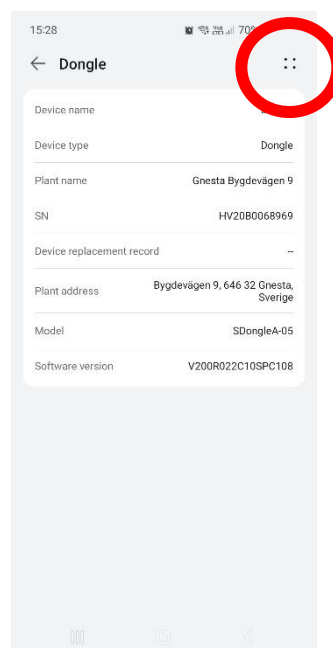 15:28 70%
Dongle
Device name
Device type Dongle
Plant name Gnesta Bygdevägen 9
SN HV20B0068969
Device replacement record --
Plant address Bygdevägen 9, 646 32 Gnesta,
Sverige
Model SDongleA-05
Software version V200R022C10SPC108